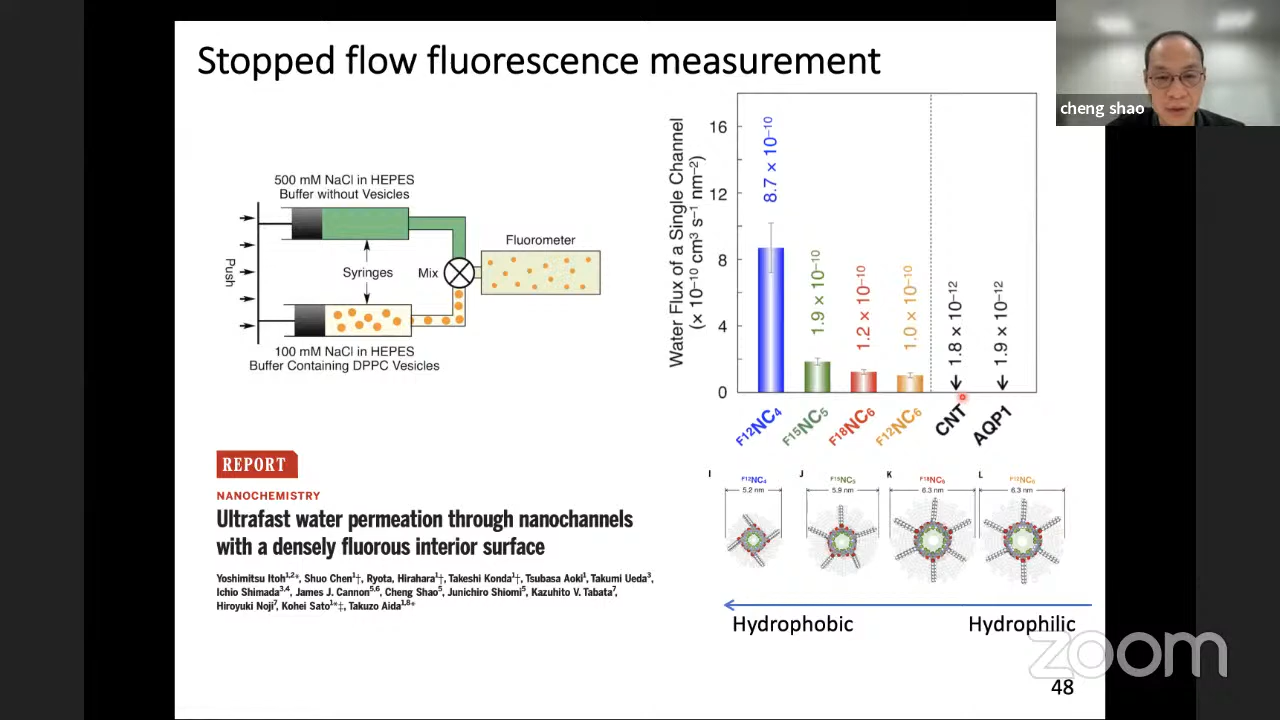 Stopped flow fluorescence measurement
cheng shao
500 mM NaCl in HEPES
Buffer without Vesicles
Push
Syringes
Mix
Fluorometer
100 mM NaCl in HEPES
Buffer Containing DPPC Vesicles
Water Flux of a Single Channel
(× 10⁻¹⁰ cm³ s⁻¹ nm⁻²)
16
12
8
4
0
8.7 × 10⁻¹⁰
1.9 × 10⁻¹⁰
1.2 × 10⁻¹⁰
1.0 × 10⁻¹⁰
1.8 × 10⁻¹²
1.9 × 10⁻¹²
F12NC4
F15NC5
F18NC6
F12NC6
CNT
AQP1
REPORT
NANOCHEMISTRY
Ultrafast water permeation through nanochannels
with a densely fluorous interior surface
Yoshimitsu Itoh¹,²*, Shuo Chen¹†, Ryota, Hirahara¹†, Takeshi Konda¹†, Tsubasa Aoki¹, Takumi Ueda³,
Ichio Shimada³,⁴, James J. Cannon⁵,⁶, Cheng Shao⁵, Junichiro Shiomi⁵, Kazuhito V. Tabata⁷,
Hiroyuki Noji⁷, Kohei Sato¹*‡, Takuzo Aida¹,⁸*
I F12NC4 J F15NC5 K F18NC6 L F12NC6
5.2 nm 5.9 nm 6.3 nm 6.3 nm
Hydrophobic Hydrophilic
zoom
48